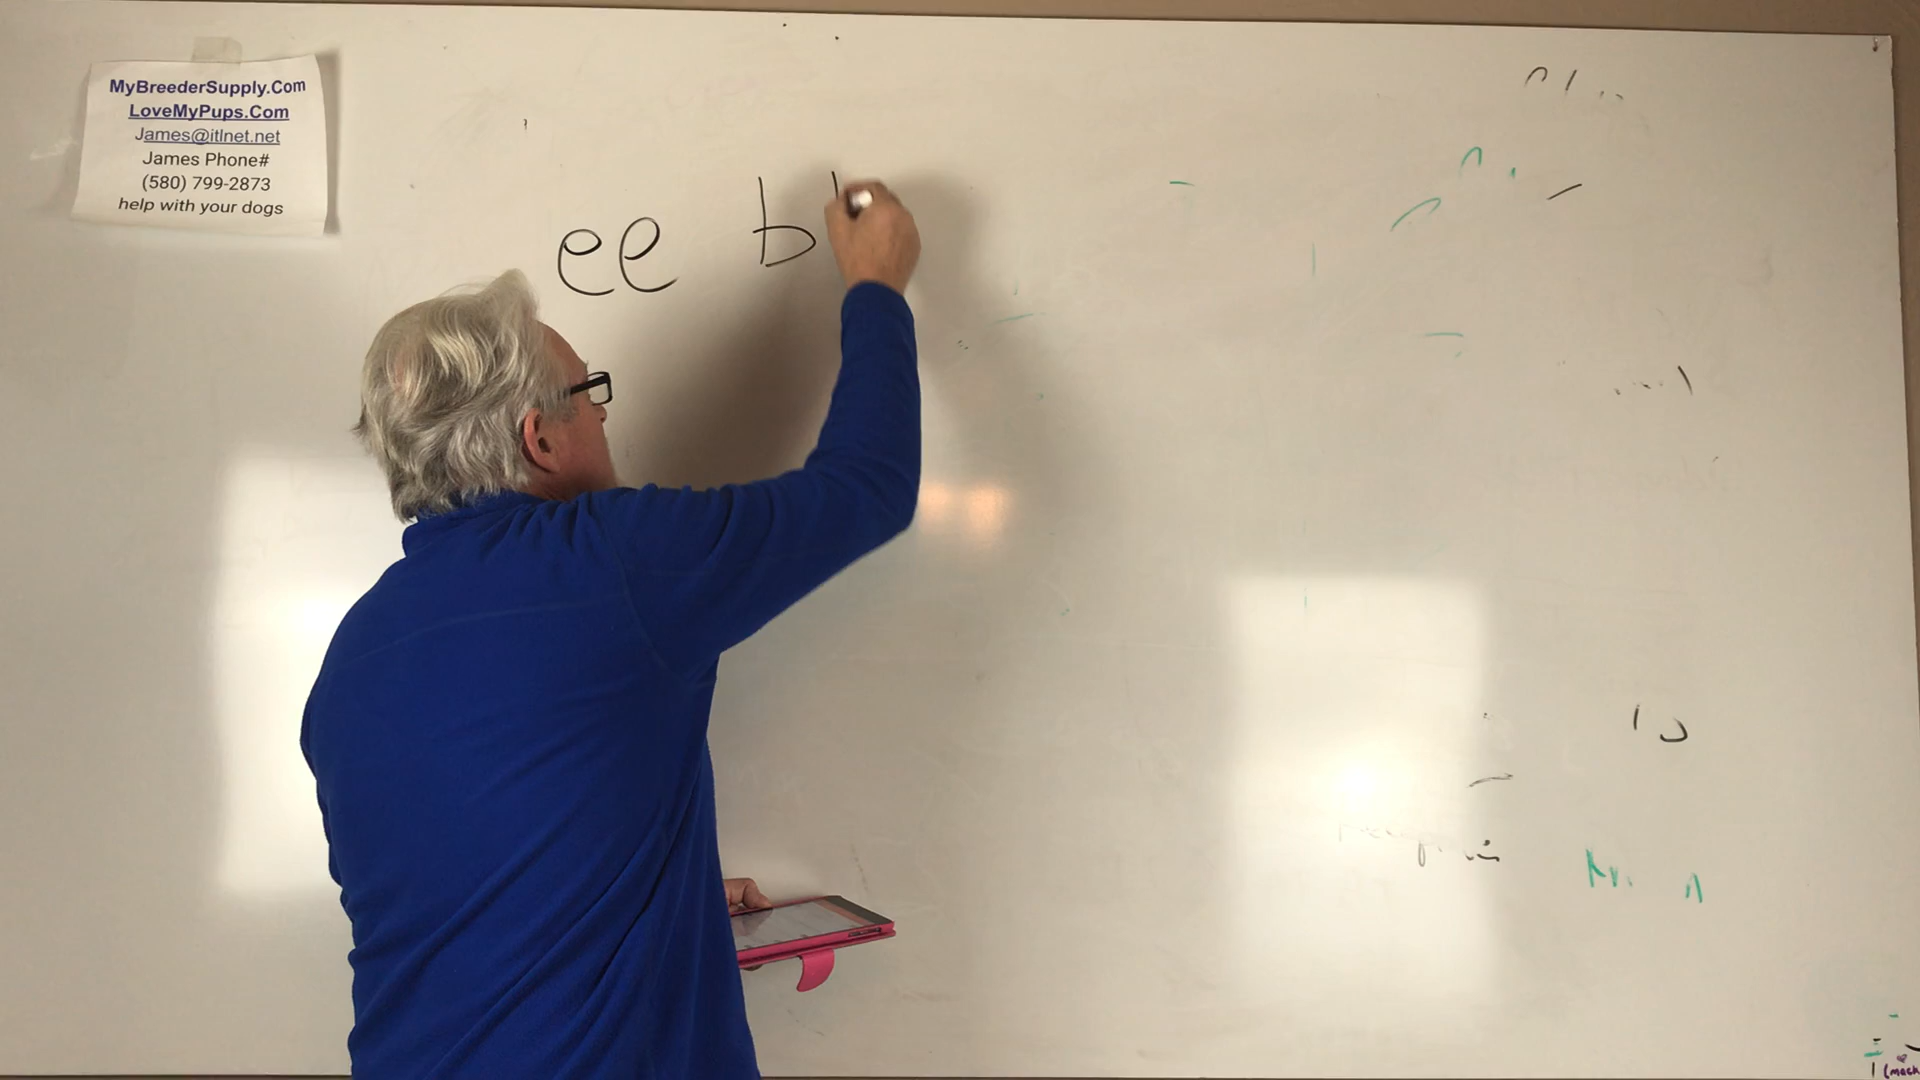 MyBreederSupply.Com
LoveMyPups.Com
James@itlnet.net
James Phone#
(580) 799-2873
help with your dogs
ee b